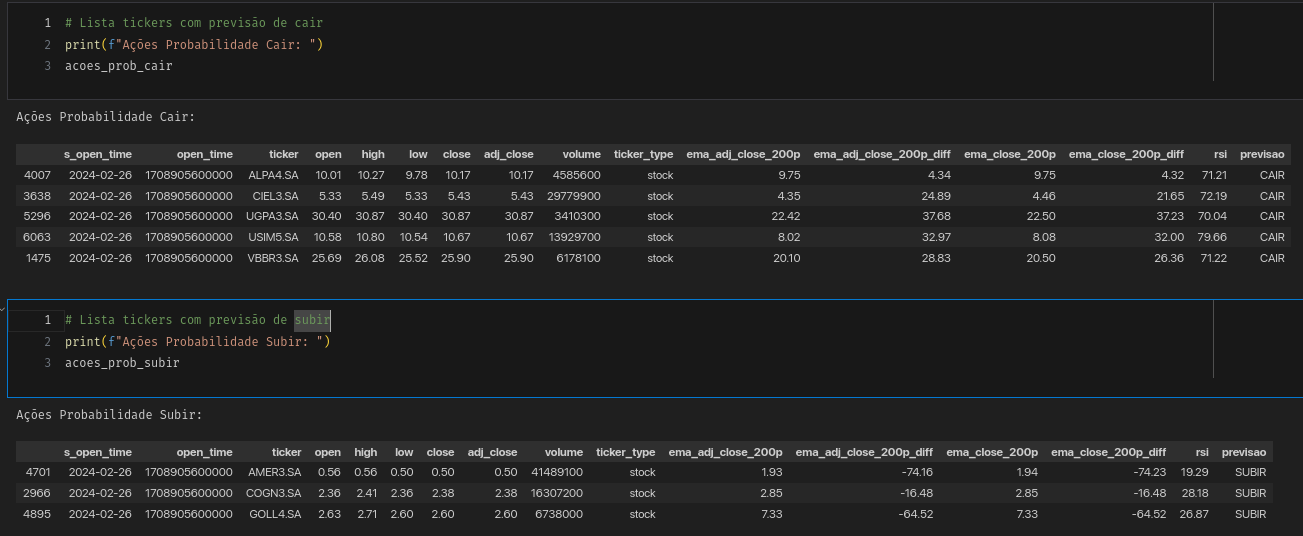 1 # Lista tickers com previsão de cair
2 print(f"Ações Probabilidade Cair: ")
3 acoes_prob_cair
Ações Probabilidade Cair:
s_open_time open_time ticker open high low close adj_close volume ticker_type ema_adj_close_200p ema_adj_close_200p_diff ema_close_200p ema_close_200p_diff rsi previsao
4007 2024-02-26 1708905600000 ALPA4.SA 10.01 10.27 9.78 10.17 10.17 4585600 stock 9.75 4.34 9.75 4.32 71.21 CAIR
3638 2024-02-26 1708905600000 CIEL3.SA 5.33 5.49 5.33 5.43 5.43 29779900 stock 4.35 24.89 4.46 21.65 72.19 CAIR
5296 2024-02-26 1708905600000 UGPA3.SA 30.40 30.87 30.40 30.87 30.87 3410300 stock 22.42 37.68 22.50 37.23 70.04 CAIR
6063 2024-02-26 1708905600000 USIM5.SA 10.58 10.80 10.54 10.67 10.67 13929700 stock 8.02 32.97 8.08 32.00 79.66 CAIR
1475 2024-02-26 1708905600000 VBBR3.SA 25.69 26.08 25.52 25.90 25.90 6178100 stock 20.10 28.83 20.50 26.36 71.22 CAIR
1 # Lista tickers com previsão de subir
2 print(f"Ações Probabilidade Subir: ")
3 acoes_prob_subir
Ações Probabilidade Subir:
s_open_time open_time ticker open high low close adj_close volume ticker_type ema_adj_close_200p ema_adj_close_200p_diff ema_close_200p ema_close_200p_diff rsi previsao
4701 2024-02-26 1708905600000 AMER3.SA 0.56 0.56 0.50 0.50 0.50 41489100 stock 1.93 -74.16 1.94 -74.23 19.29 SUBIR
2966 2024-02-26 1708905600000 COGN3.SA 2.36 2.41 2.36 2.38 2.38 16307200 stock 2.85 -16.48 2.85 -16.48 28.18 SUBIR
4895 2024-02-26 1708905600000 GOLL4.SA 2.63 2.71 2.60 2.60 2.60 6738000 stock 7.33 -64.52 7.33 -64.52 26.87 SUBIR